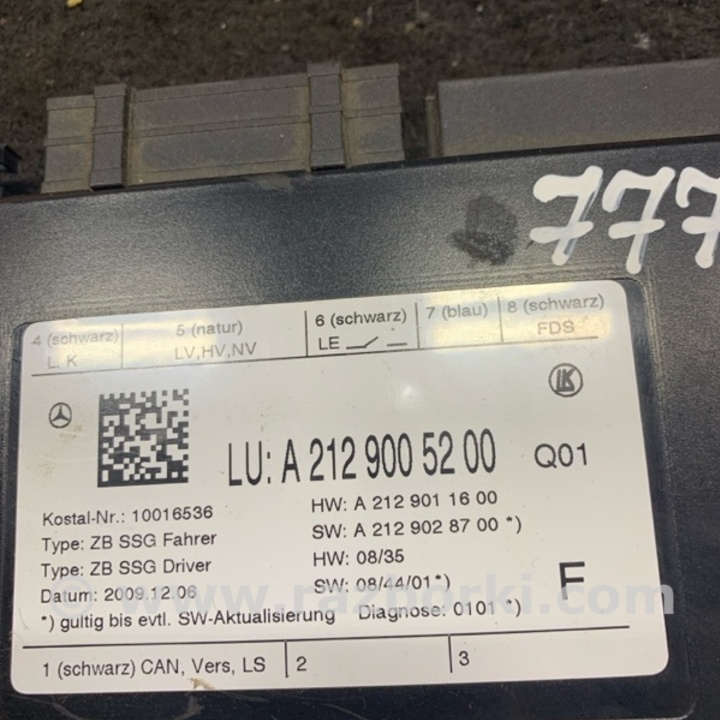 777
4 (schwarz) 5 (natur) 6 (schwarz) 7 (blau) 8 (schwarz)
L. K LV,HV,NV LE FDS
LU: A 212 900 52 00 Q01
Kostal-Nr.: 10016536 HW: A 212 901 16 00
Type: ZB SSG Fahrer SW: A 212 902 87 00 *)
Type: ZB SSG Driver HW: 08/35
Datum: 2009.12.06 SW: 08/44/01*) F
© www.razborki.com
*) gultig bis evtl. SW-Aktualisierung Diagnose: 0101 *)
1 (schwarz) CAN, Vers, LS 2 3